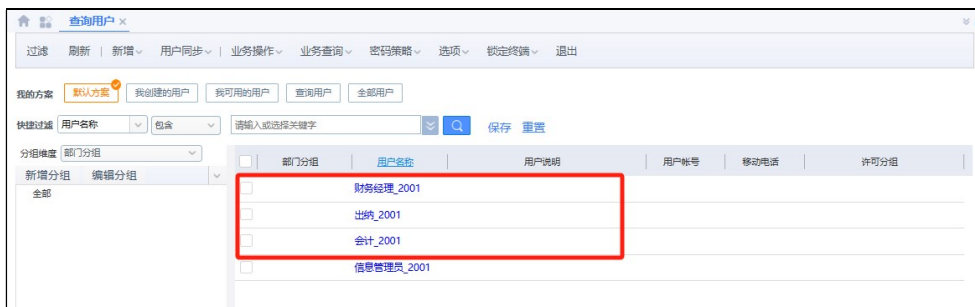 查询用户 ×
过滤 刷新 | 新增 用户同步 | 业务操作 业务查询 密码策略 选项 锁定终端 退出
我的方案 默认方案 我创建的用户 我可用的用户 查询用户 全部用户
快捷过滤 用户名称 包含 请输入或选择关键字 保存 重置
分组维度 部门分组
新增分组 编辑分组
全部
部门分组 用户名称 用户说明 用户帐号 移动电话 许可分组
财务经理_2001
出纳_2001
会计_2001
信息管理员_2001